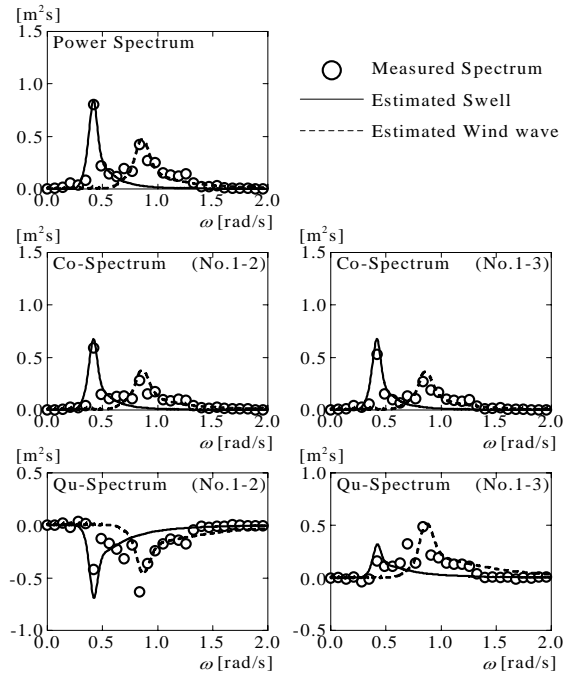 [m²s]
1.5
Power Spectrum
1.0
0.5
0.0
0.0 0.5 1.0 1.5 2.0
ω [rad/s]
Measured Spectrum
Estimated Swell
Estimated Wind wave
[m²s]
1.5
Co-Spectrum (No.1-2)
1.0
0.5
0.0
0.0 0.5 1.0 1.5 2.0
ω [rad/s]
[m²s]
1.5
Co-Spectrum (No.1-3)
1.0
0.5
0.0
0.0 0.5 1.0 1.5 2.0
ω [rad/s]
[m²s]
0.5
Qu-Spectrum (No.1-2)
0.0
-0.5
-1.0
0.0 0.5 1.0 1.5 2.0
ω [rad/s]
[m²s]
1.0
Qu-Spectrum (No.1-3)
0.5
0.0
-0.5
0.0 0.5 1.0 1.5 2.0
ω [rad/s]